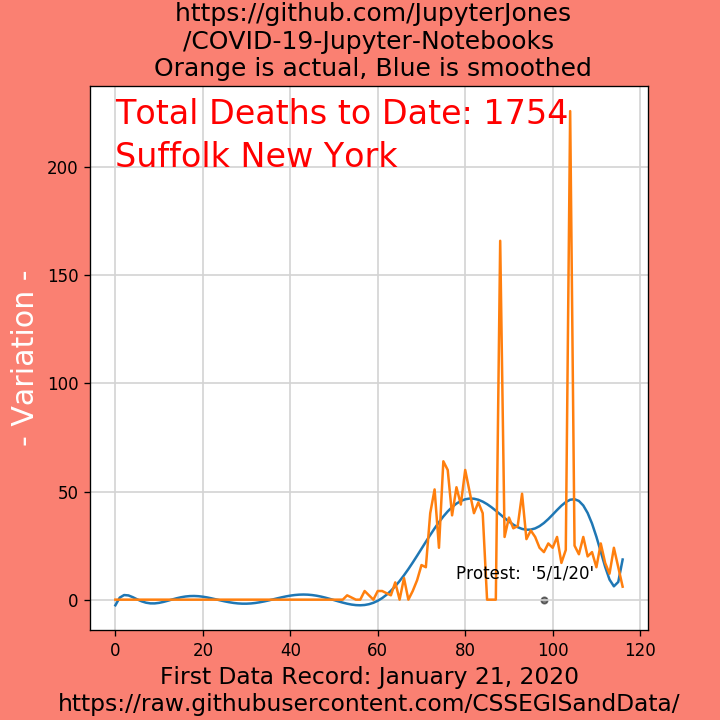 https://github.com/JupyterJones
/COVID-19-Jupyter-Notebooks
Orange is actual, Blue is smoothed
Total Deaths to Date: 1754
Suffolk New York
- Variation -
200
150
100
50
0
Protest:  '5/1/20'
0 20 40 60 80 100 120
First Data Record: January 21, 2020
https://raw.githubusercontent.com/CSSEGISandData/